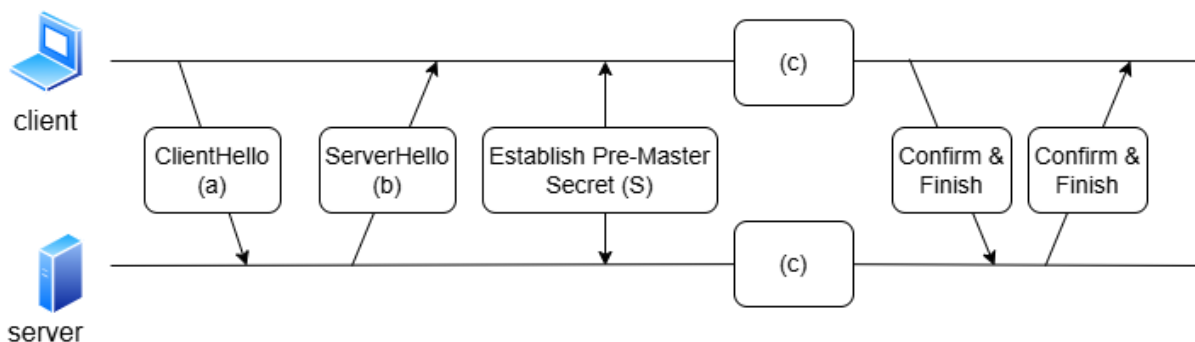 (c)
client
ClientHello
(a)
ServerHello
(b)
Establish Pre-Master
Secret (S)
Confirm &
Finish
Confirm &
Finish
(c)
server